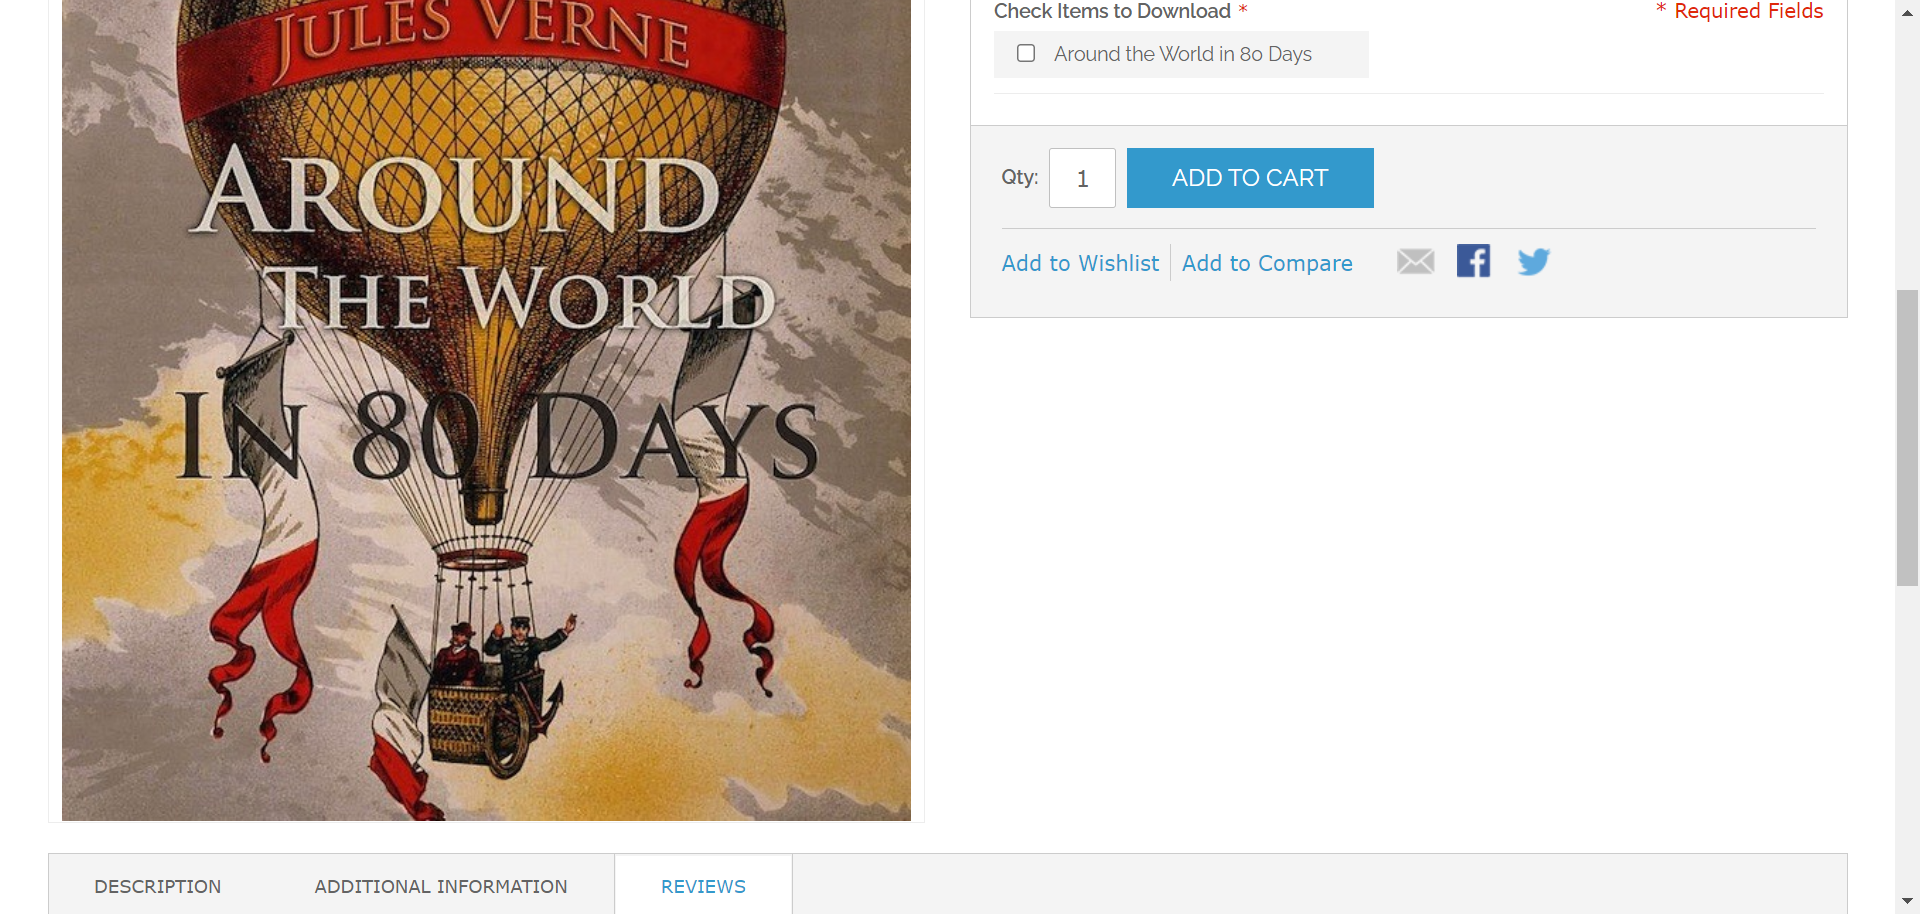 JULES VERNE
AROUND
THE WORLD
IN 80 DAYS
Check Items to Download *
* Required Fields
Around the World in 80 Days
Qty: 1 ADD TO CART
Add to Wishlist Add to Compare
DESCRIPTION ADDITIONAL INFORMATION REVIEWS